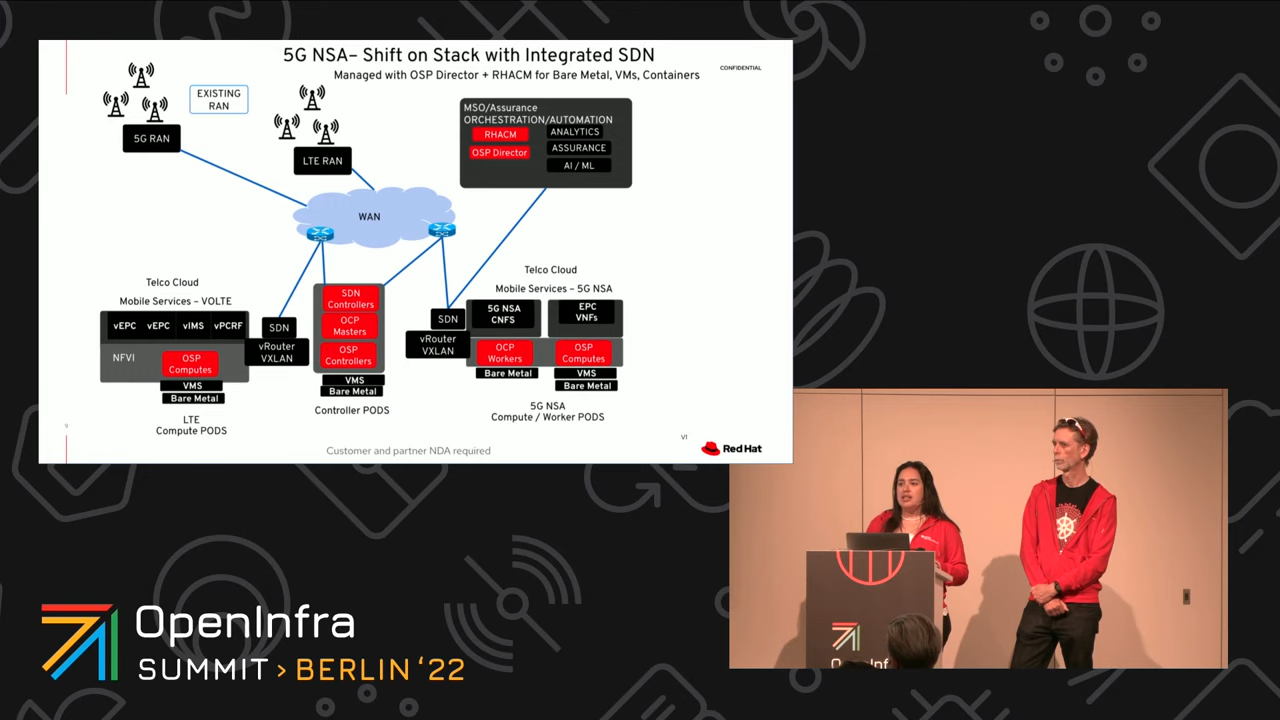 5G NSA– Shift on Stack with Integrated SDN
Managed with OSP Director + RHACM for Bare Metal, VMs, Containers
CONFIDENTIAL
EXISTING
RAN
5G RAN
LTE RAN
MSO/Assurance
ORCHESTRATION/AUTOMATION
RHACM
OSP Director
ANALYTICS
ASSURANCE
AI / ML
WAN
Telco Cloud
Mobile Services – VOLTE
vEPC
vEPC
vIMS
vPCRF
NFVI
OSP
Computes
VMS
Bare Metal
LTE
Compute PODS
SDN
vRouter
VXLAN
SDN
Controllers
OCP
Masters
OSP
Controllers
VMS
Bare Metal
Controller PODS
SDN
vRouter
VXLAN
Telco Cloud
Mobile Services – 5G NSA
5G NSA
CNFS
EPC
VNFs
OCP
Workers
Bare Metal
OSP
Computes
VMS
Bare Metal
5G NSA
Compute / Worker PODS
9
V1
Customer and partner NDA required
Red Hat
OpenInfra
SUMMIT > BERLIN ‘22
OpenInf